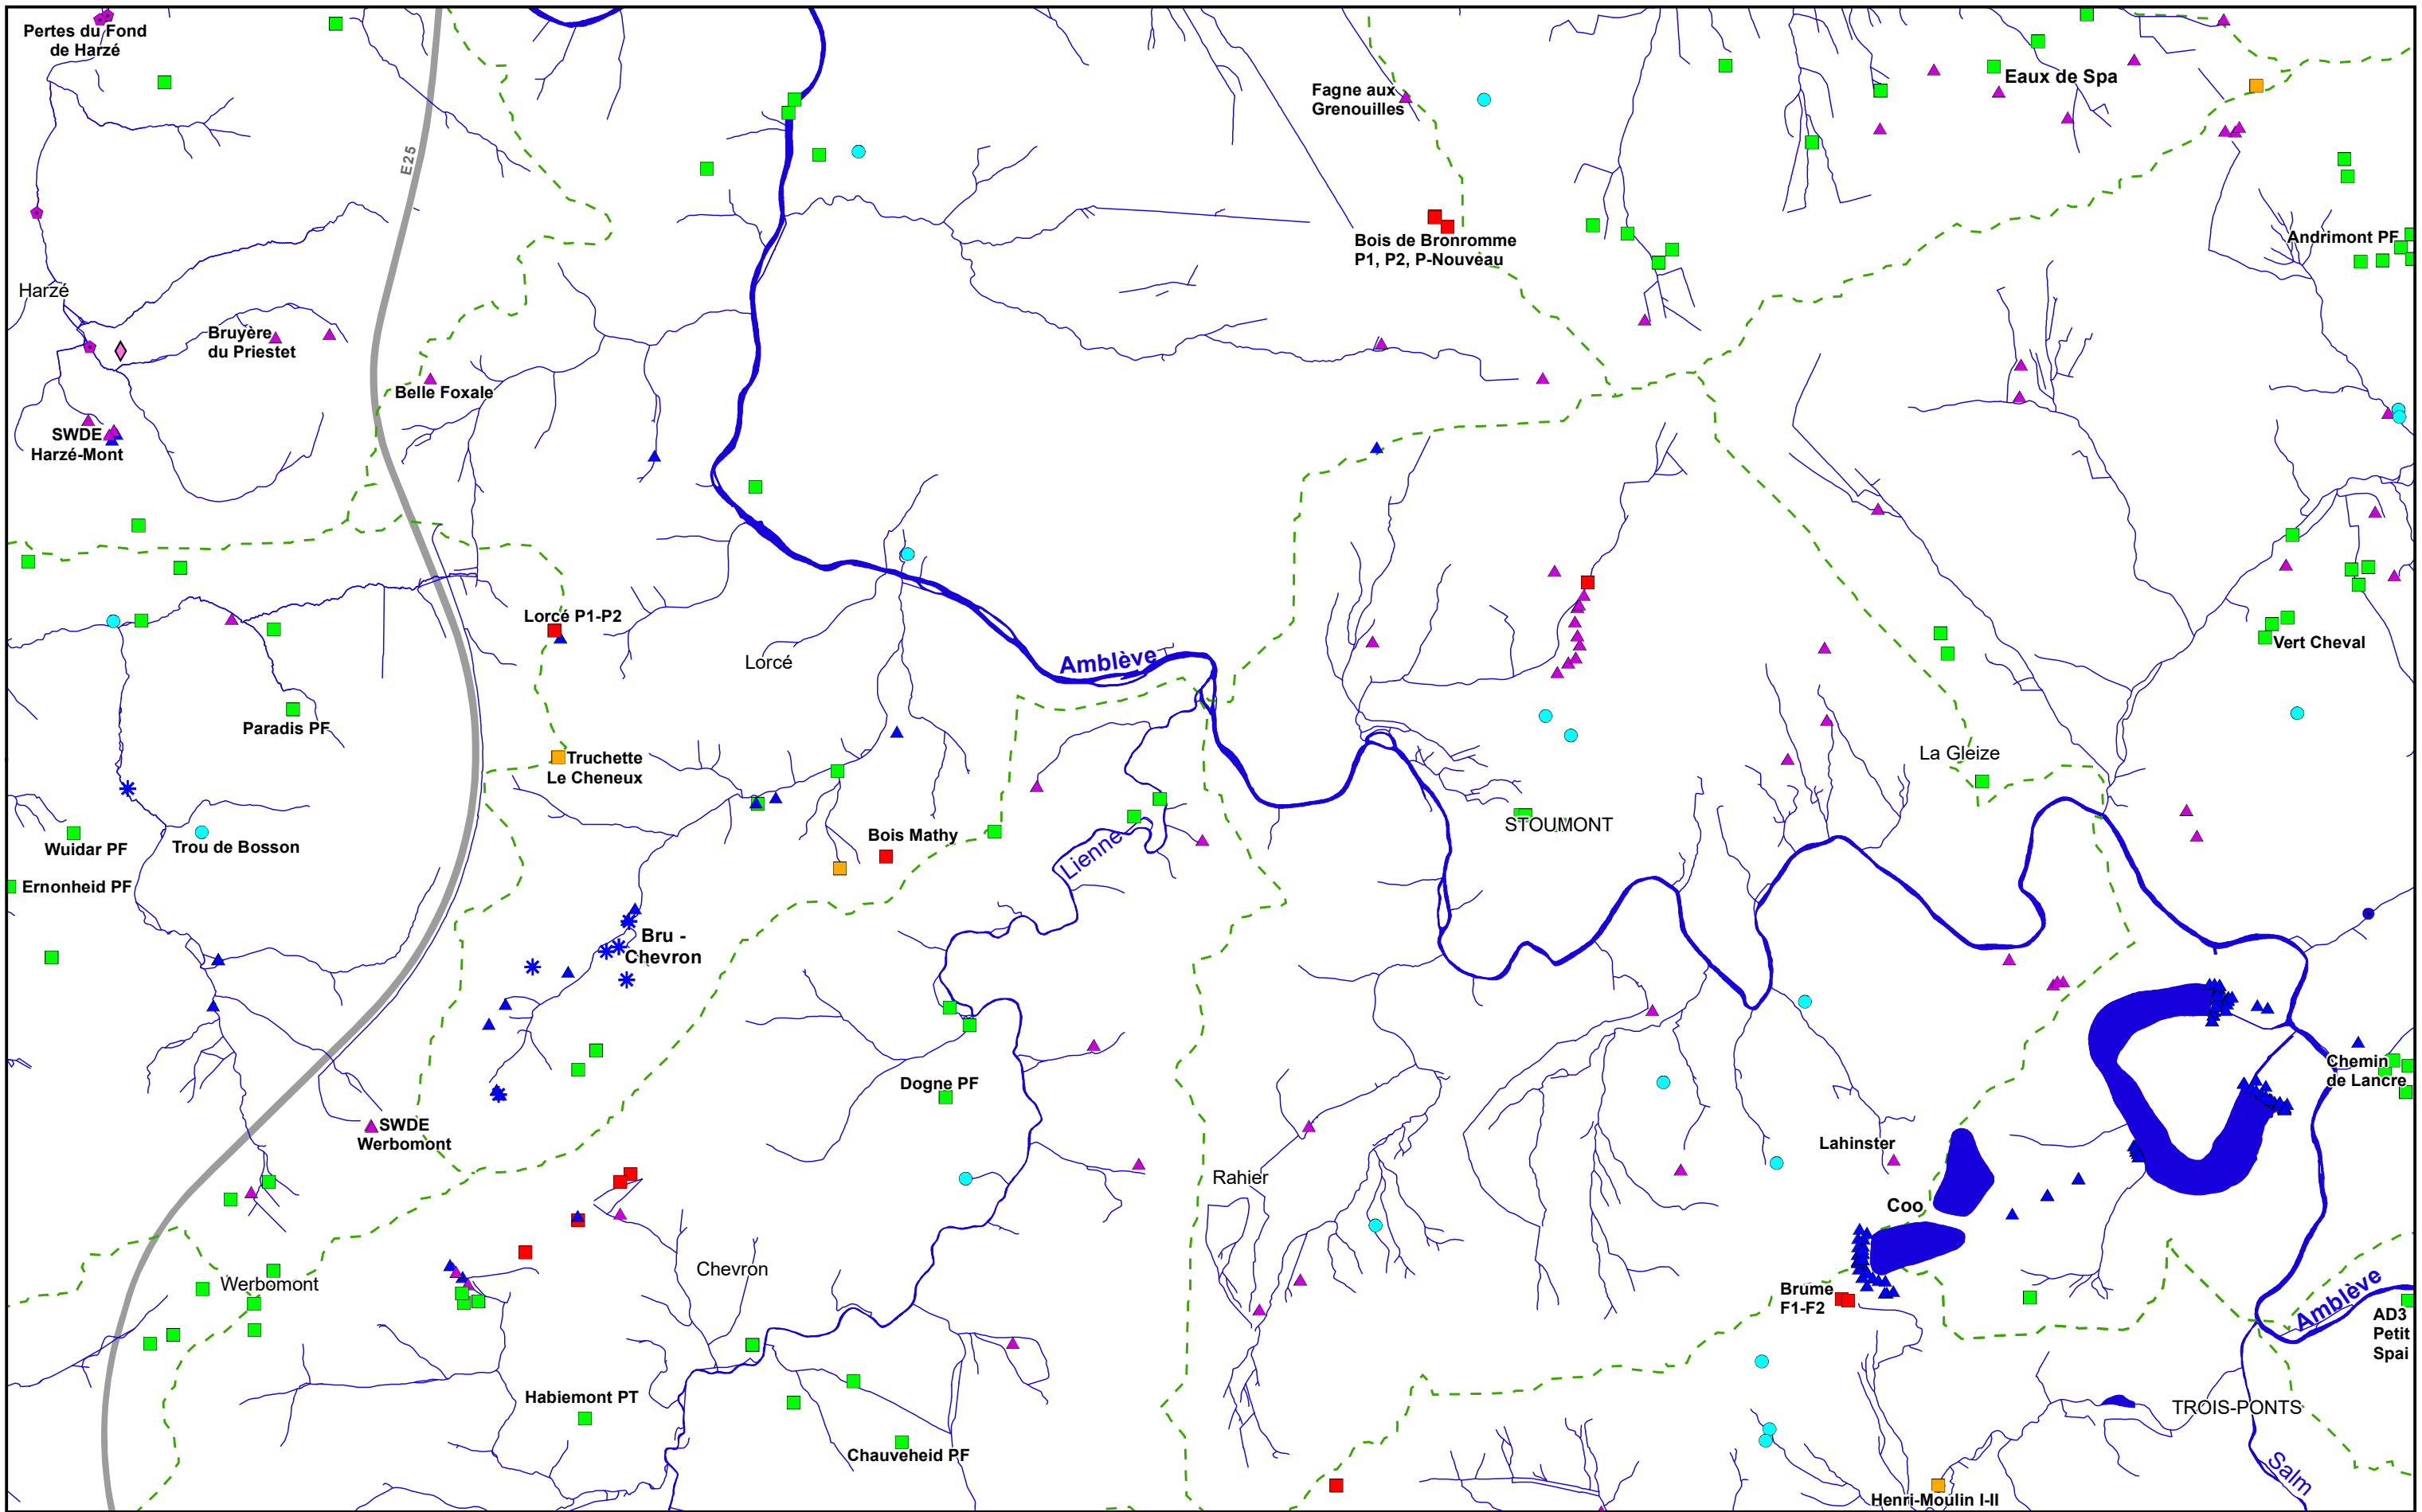 Pertes du Fond
de Harzé
E25
Fagne aux
Grenouilles
Eaux de Spa
Bois de Bronromme
P1, P2, P-Nouveau
Andrimont PF
Harzé
Bruyère
du Priestet
Belle Foxale
SWDE
Harzé-Mont
Lorcé P1-P2
Lorcé
Amblève
Vert Cheval
Paradis PF
Truchette
Le Cheneux
La Gleize
Wuidar PF
Trou de Bosson
Bois Mathy
Lienne
STOUMONT
Ernonheid PF
Bru -
Chevron
Dogne PF
Chemin
de Lancre
SWDE
Werbomont
Lahinster
Rahier
Coo
Chevron
Werbomont
Brume
F1-F2
Amblève
AD3
Petit
Spai
Habiemont PT
TROIS-PONTS
Chauveheid PF
Salm
Henri-Moulin I-II